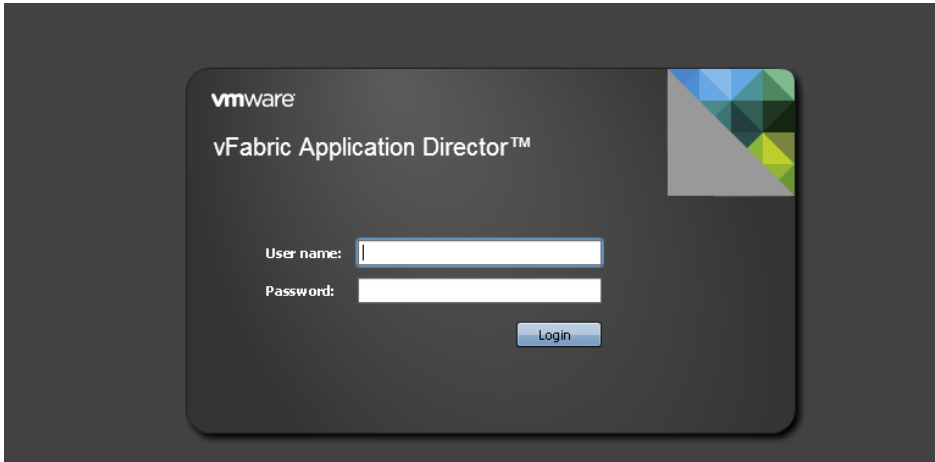 vmware
vFabric Application Director™
User name:
Password:
Login